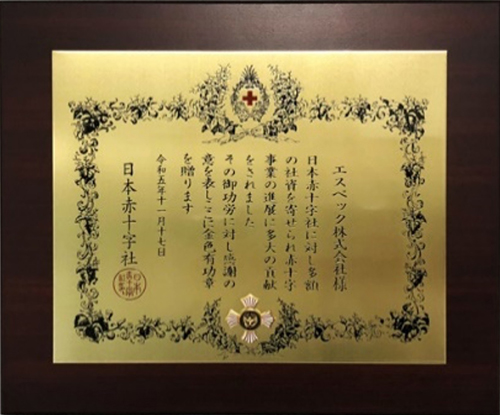 エスペック株式会社様
日本赤十字社に対し多額
の社資を寄せられ赤十字
事業の進展に多大の貢献
をされました
その御功労に対し感謝の
意を表しここに金色有功章
を贈ります
令和五年十一月十七日
日本赤十字社